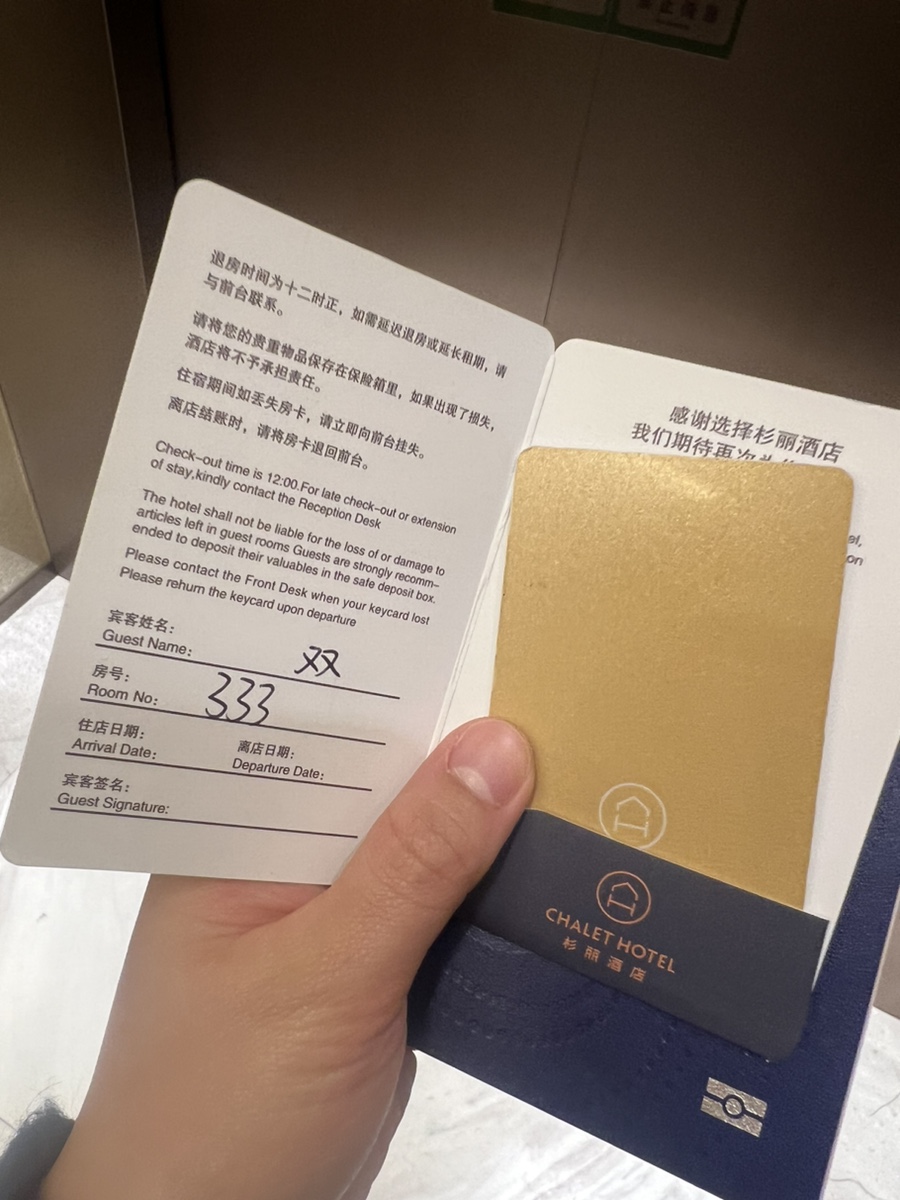 退房时间为十二时正，如需延迟退房或延长租期，请
与前台联系。
请将您的贵重物品保存在保险箱里，如果出现了损失，
酒店将不予承担责任。
住宿期间如丢失房卡，请立即向前台挂失。
离店结账时，请将房卡退回前台。
Check-out time is 12:00.For late check-out or extension
of stay,kindly contact the Reception Desk
The hotel shall not be liable for the loss of or damage to
articles left in guest rooms Guests are strongly recomm-
ended to deposit their valuables in the safe deposit box.
Please contact the Front Desk when your keycard lost
Please rehurn the keycard upon departure
宾客姓名：
Guest Name: 双
房号：
Room No: 333
住店日期： 离店日期：
Arrival Date: Departure Date:
宾客签名：
Guest Signature:
感谢选择杉丽酒店
我们期待再次为
el,
on
CHALET HOTEL
杉丽酒店